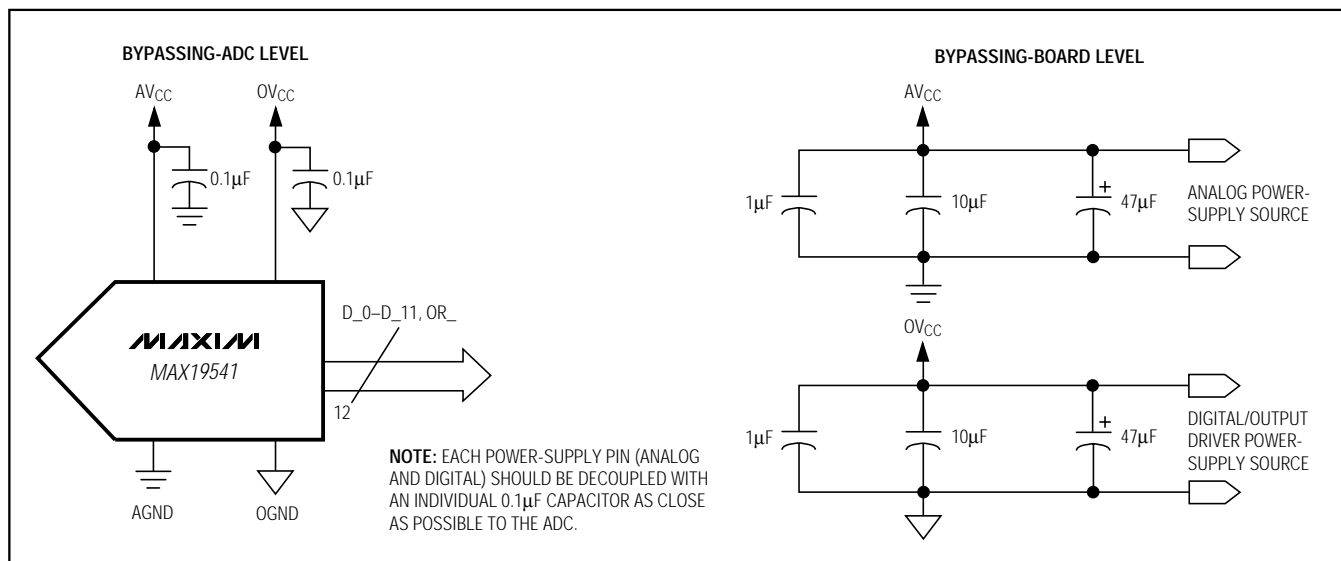 BYPASSING-ADC LEVEL
AVCC
OVCC
0.1μF
0.1μF
D_0–D_11, OR_
MAXIM
MAX19541
12
AGND
OGND
NOTE: EACH POWER-SUPPLY PIN (ANALOG
AND DIGITAL) SHOULD BE DECOUPLED WITH
AN INDIVIDUAL 0.1μF CAPACITOR AS CLOSE
AS POSSIBLE TO THE ADC.
BYPASSING-BOARD LEVEL
AVCC
1μF
10μF
+
47μF
ANALOG POWER-
SUPPLY SOURCE
OVCC
1μF
10μF
+
47μF
DIGITAL/OUTPUT
DRIVER POWER-
SUPPLY SOURCE